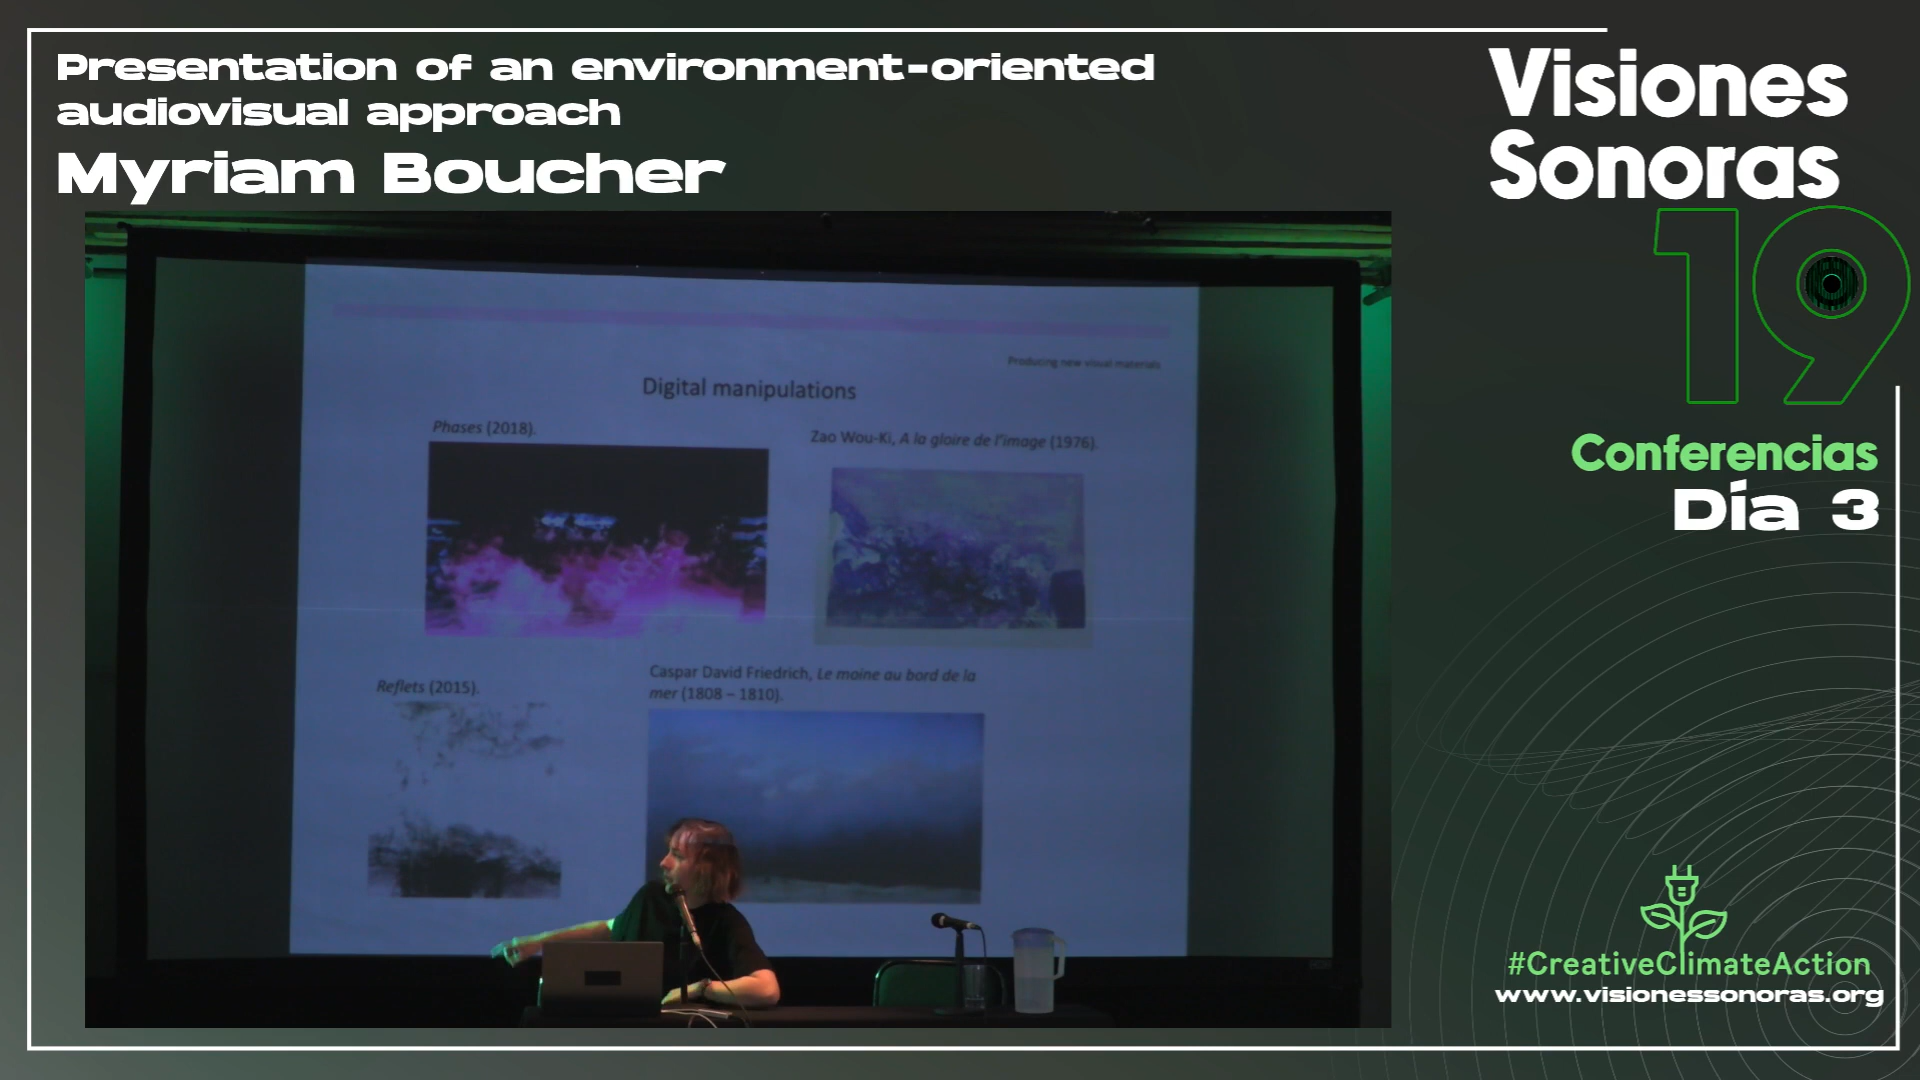 Presentation of an environment-oriented
audiovisual approach
Myriam Boucher
Visiones
Sonoras
19
Conferencias
Día 3
Producing new visual materials
Digital manipulations
Phases (2018).
Zao Wou-Ki, A la gloire de l'image (1976).
Reflets (2015).
Caspar David Friedrich, Le moine au bord de la
mer (1808 – 1810).
#CreativeClimateAction
www.visionessonoras.org